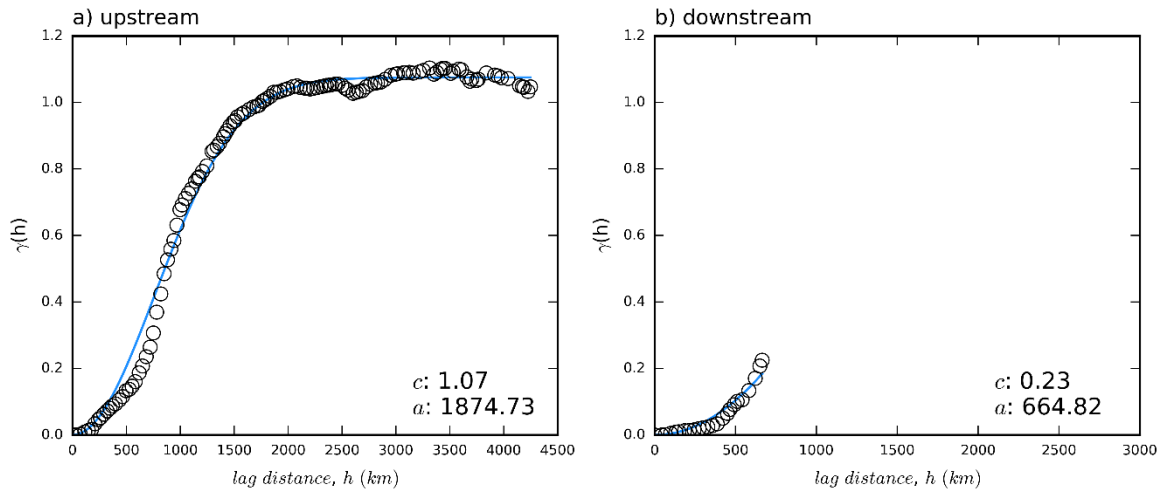 a) upstream
1.2
1.0
0.8
0.6
0.4
0.2
0.0
γ(h)
0 500 1000 1500 2000 2500 3000 3500 4000 4500
lag distance, h (km)
c: 1.07
a: 1874.73
b) downstream
1.2
1.0
0.8
0.6
0.4
0.2
0.0
γ(h)
0 500 1000 1500 2000 2500 3000
lag distance, h (km)
c: 0.23
a: 664.82